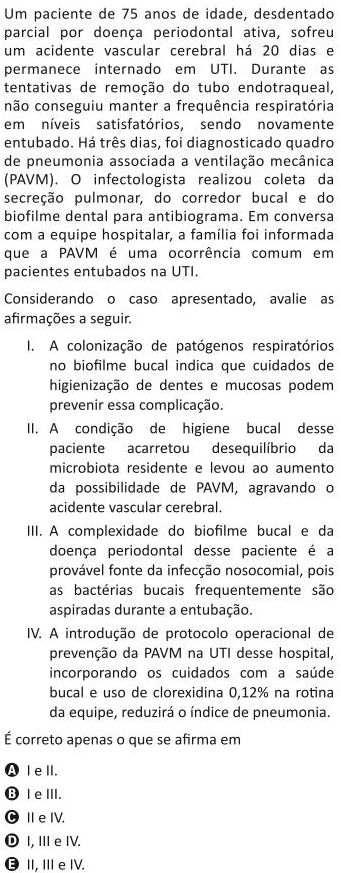 Um paciente de 75 anos de idade, desdentado
parcial por doença periodontal ativa, sofreu
um acidente vascular cerebral há 20 dias e
permanece internado em UTI. Durante as
tentativas de remoção do tubo endotraqueal,
não conseguiu manter a frequência respiratória
em níveis satisfatórios, sendo novamente
entubado. Há três dias, foi diagnosticado quadro
de pneumonia associada a ventilação mecânica
(PAVM). O infectologista realizou coleta da
secreção pulmonar, do corredor bucal e do
biofilme dental para antibiograma. Em conversa
com a equipe hospitalar, a família foi informada
que a PAVM é uma ocorrência comum em
pacientes entubados na UTI.
Considerando o caso apresentado, avalie as
afirmações a seguir.
I. A colonização de patógenos respiratórios
no biofilme bucal indica que cuidados de
higienização de dentes e mucosas podem
prevenir essa complicação.
II. A condição de higiene bucal desse
paciente acarretou desequilíbrio da
microbiota residente e levou ao aumento
da possibilidade de PAVM, agravando o
acidente vascular cerebral.
III. A complexidade do biofilme bucal e da
doença periodontal desse paciente é a
provável fonte da infecção nosocomial, pois
as bactérias bucais frequentemente são
aspiradas durante a entubação.
IV. A introdução de protocolo operacional de
prevenção da PAVM na UTI desse hospital,
incorporando os cuidados com a saúde
bucal e uso de clorexidina 0,12% na rotina
da equipe, reduzirá o índice de pneumonia.
É correto apenas o que se afirma em
A I e II.
B I e III.
C II e IV.
D I, III e IV.
E II, III e IV.